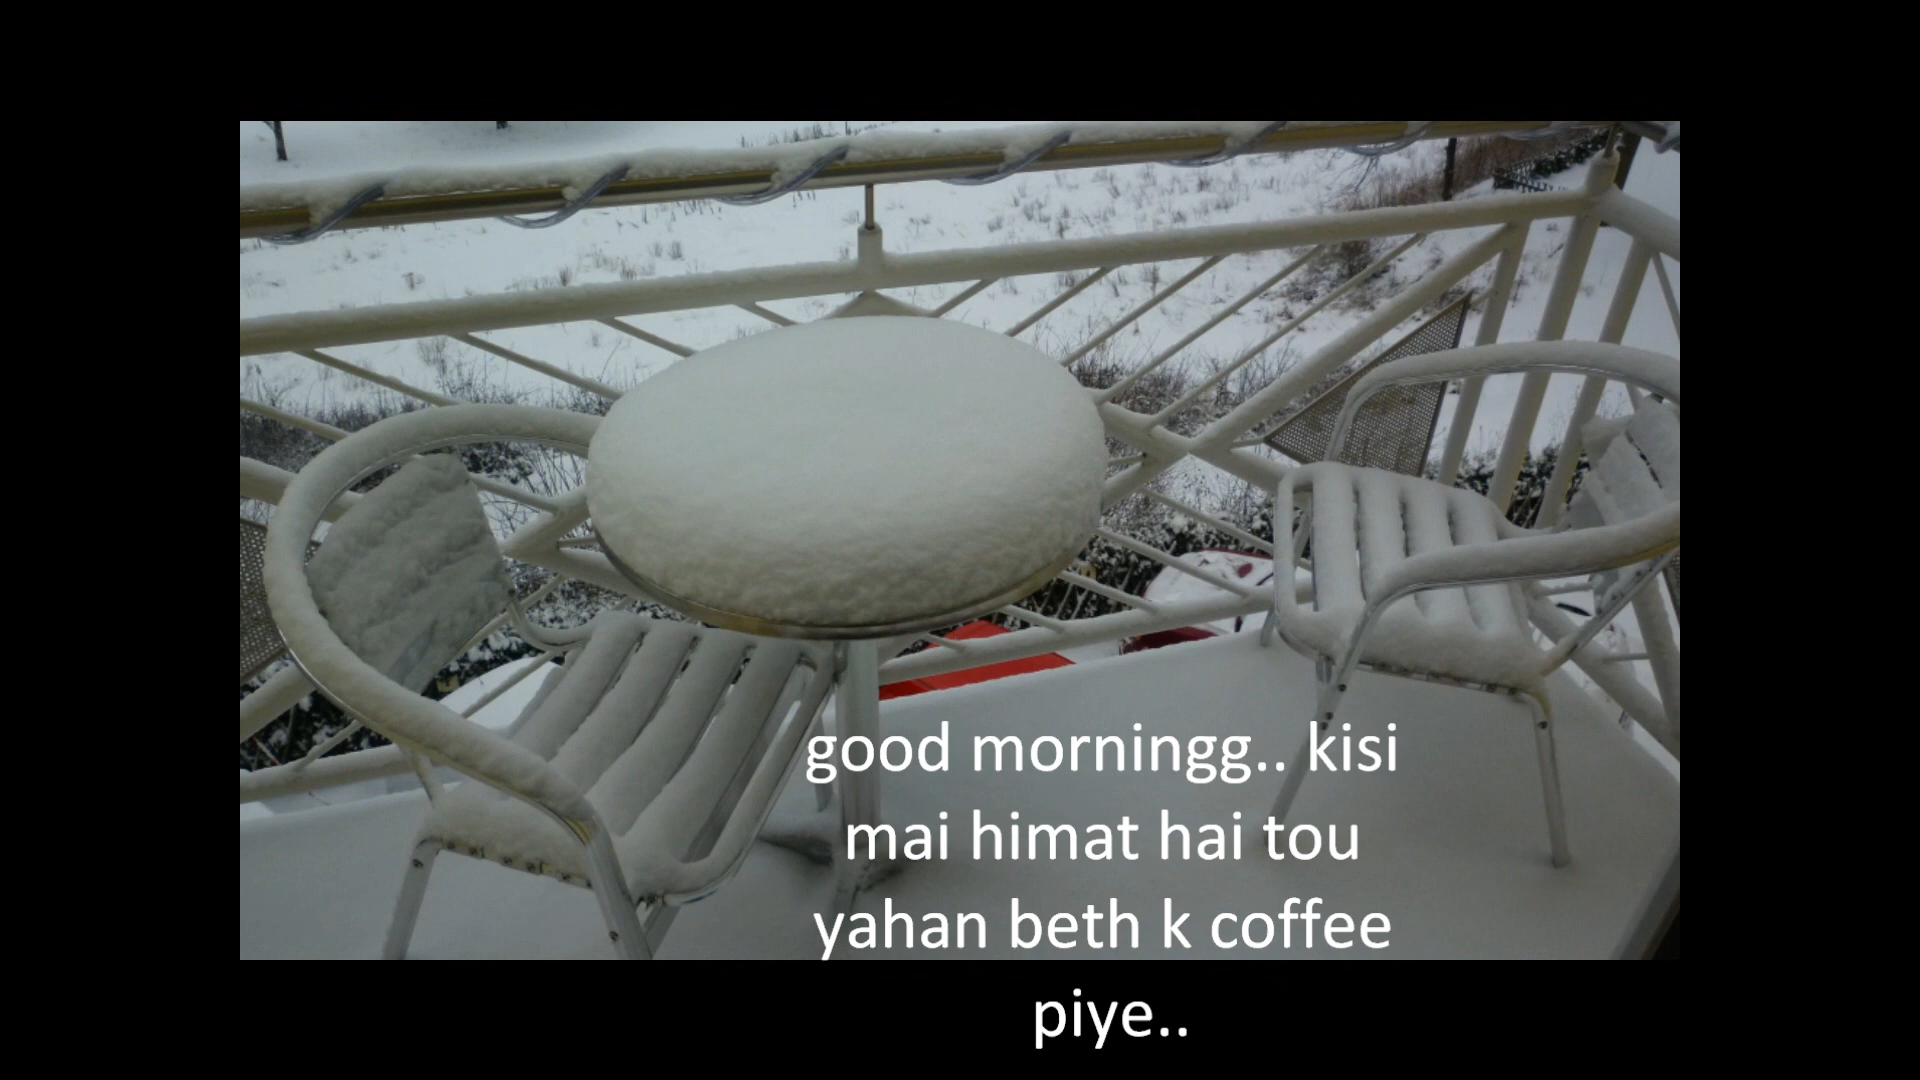 good morningg.. kisi
mai himat hai tou
yahan beth k coffee
piye..